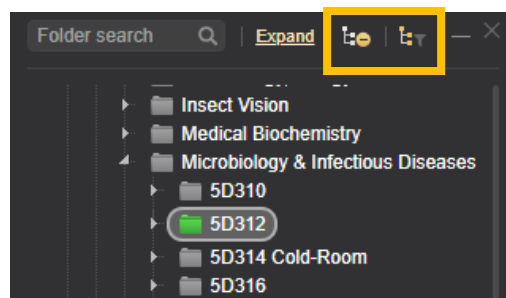 Folder search Expand
Insect Vision
Medical Biochemistry
Microbiology & Infectious Diseases
5D310
5D312
5D314 Cold-Room
5D316